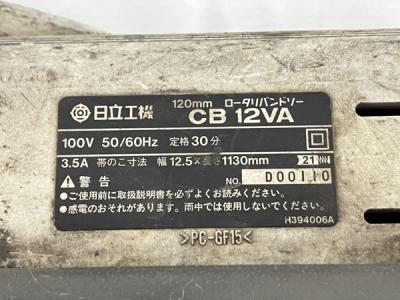 日立工機 120mm ロータリバンドソー
CB 12VA
100V 50/60Hz 定格30分
3.5A 帯のこ寸法 幅12.5×長さ1130mm 21
⚠警告 NO. D00110
●ご使用前に取扱説明書を必ずよくお読みください。
●感電のおそれがあります。雨中では使用しないでください。
H394006A
>PC-GF15<